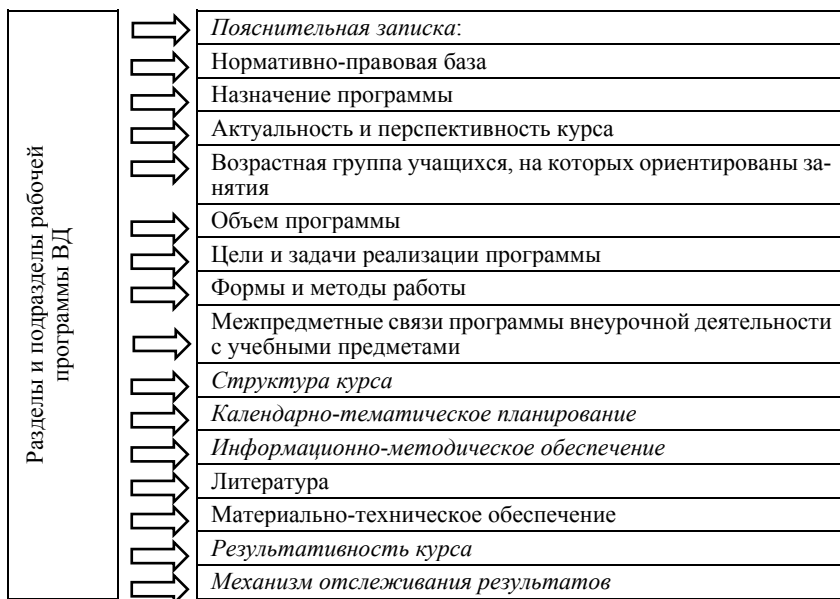 Разделы и подразделы рабочей
программы ВД
Пояснительная записка:
Нормативно-правовая база
Назначение программы
Актуальность и перспективность курса
Возрастная группа учащихся, на которых ориентированы за-
нятия
Объем программы
Цели и задачи реализации программы
Формы и методы работы
Межпредметные связи программы внеурочной деятельности
с учебными предметами
Структура курса
Календарно-тематическое планирование
Информационно-методическое обеспечение
Литература
Материально-техническое обеспечение
Результативность курса
Механизм отслеживания результатов